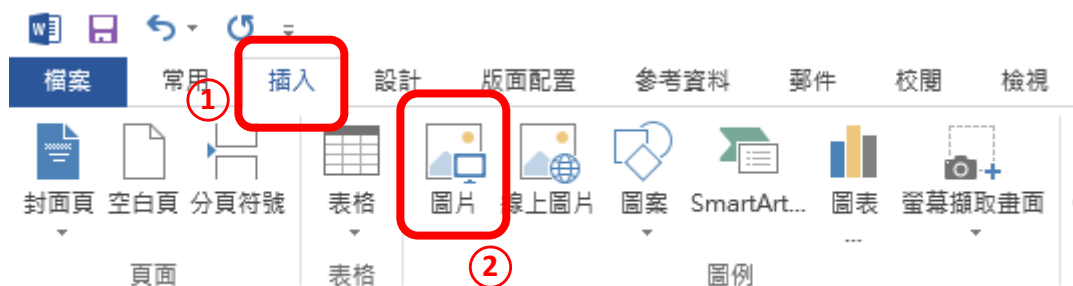 檔案 常用 插入 設計 版面配置 參考資料 郵件 校閱 檢視
①
封面頁 空白頁 分頁符號 表格 圖片 線上圖片 圖案 SmartArt... 圖表 螢幕擷取畫面
...
頁面 表格 ② 圖例